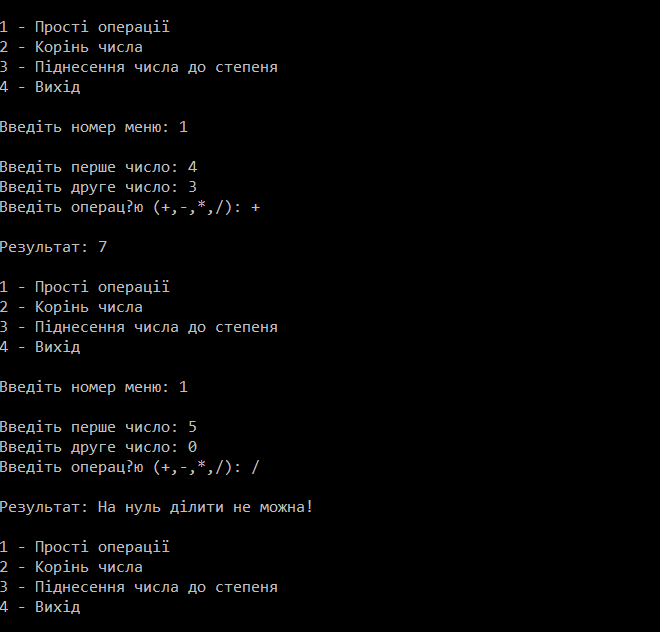 1 - Прості операції
2 - Корінь числа
3 - Піднесення числа до степеня
4 - Вихід
Введіть номер меню: 1
Введіть перше число: 4
Введіть друге число: 3
Введіть операц?ю (+,-,*,/): +
Результат: 7
1 - Прості операції
2 - Корінь числа
3 - Піднесення числа до степеня
4 - Вихід
Введіть номер меню: 1
Введіть перше число: 5
Введіть друге число: 0
Введіть операц?ю (+,-,*,/): /
Результат: На нуль ділити не можна!
1 - Прості операції
2 - Корінь числа
3 - Піднесення числа до степеня
4 - Вихід